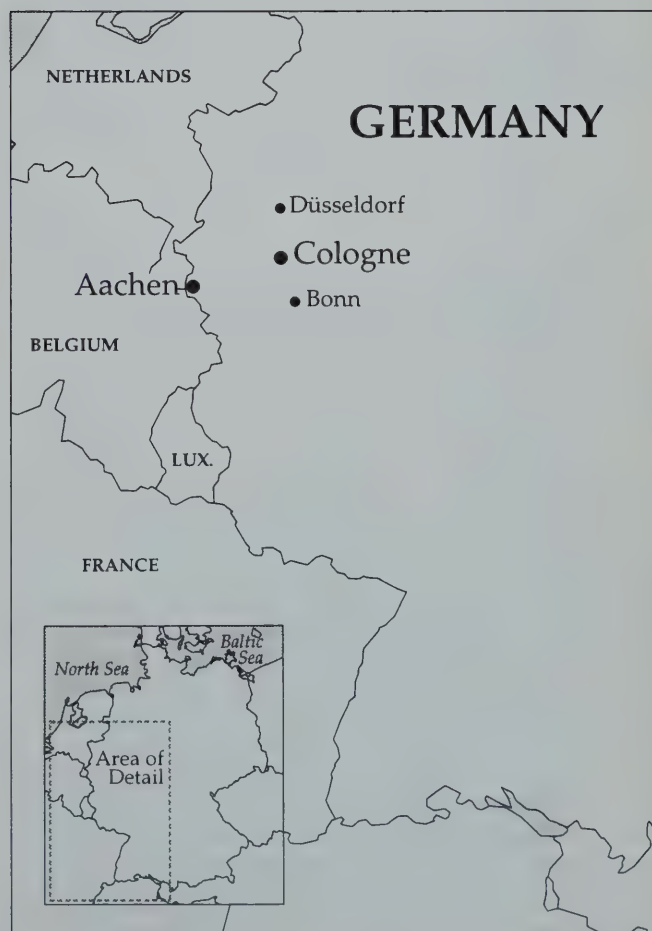 NETHERLANDS
GERMANY
Düsseldorf
Cologne
Aachen
Bonn
BELGIUM
LUX.
FRANCE
North Sea
Baltic
Sea
Area of
Detail